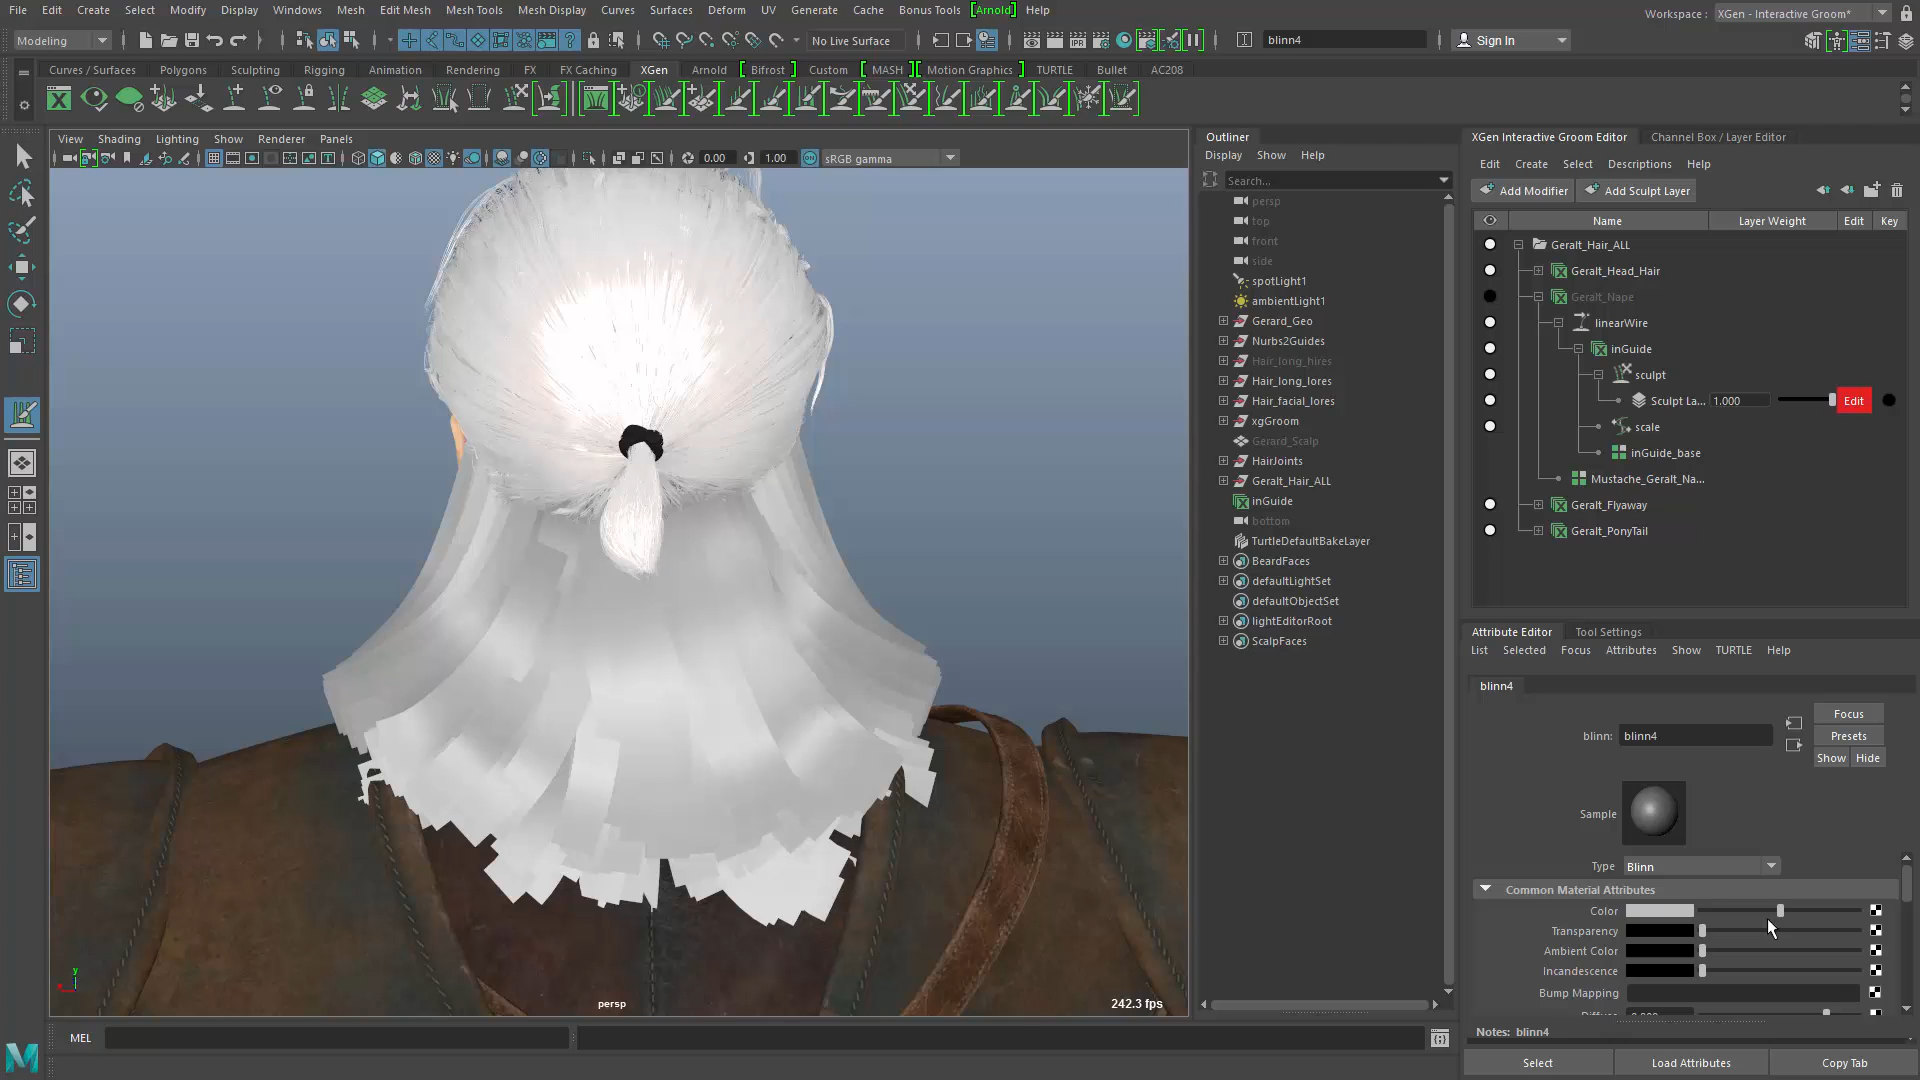 File Edit Create Select Modify Display Windows Mesh Edit Mesh Mesh Tools Mesh Display Curves Surfaces Deform UV Generate Cache Bonus Tools [Arnold] Help
Workspace : XGen - Interactive Groom*
Modeling No Live Surface blinn4 Sign In
Curves / Surfaces Polygons Sculpting Rigging Animation Rendering FX FX Caching XGen Arnold [ Bifrost ] Custom [ MASH ] [ Motion Graphics ] TURTLE Bullet AC208
View Shading Lighting Show Renderer Panels
0.00 1.00 sRGB gamma
persp
242.3 fps
Outliner
Display Show Help
Search...
persp
top
front
side
spotLight1
ambientLight1
Gerard_Geo
Nurbs2Guides
Hair_long_hires
Hair_long_lores
Hair_facial_lores
xgGroom
Gerard_Scalp
HairJoints
Geralt_Hair_ALL
inGuide
bottom
TurtleDefaultBakeLayer
BeardFaces
defaultLightSet
defaultObjectSet
lightEditorRoot
ScalpFaces
XGen Interactive Groom Editor Channel Box / Layer Editor
Edit Create Select Descriptions Help
Add Modifier Add Sculpt Layer
Name Layer Weight Edit Key
Geralt_Hair_ALL
Geralt_Head_Hair
Geralt_Nape
linearWire
inGuide
sculpt
Sculpt La... 1.000 Edit
scale
inGuide_base
Mustache_Geralt_Na...
Geralt_Flyaway
Geralt_PonyTail
Attribute Editor Tool Settings
List Selected Focus Attributes Show TURTLE Help
blinn4
blinn: blinn4
Focus
Presets
Show Hide
Sample
Type Blinn
Common Material Attributes
Color
Transparency
Ambient Color
Incandescence
Bump Mapping
Notes: blinn4
Select Load Attributes Copy Tab
MEL